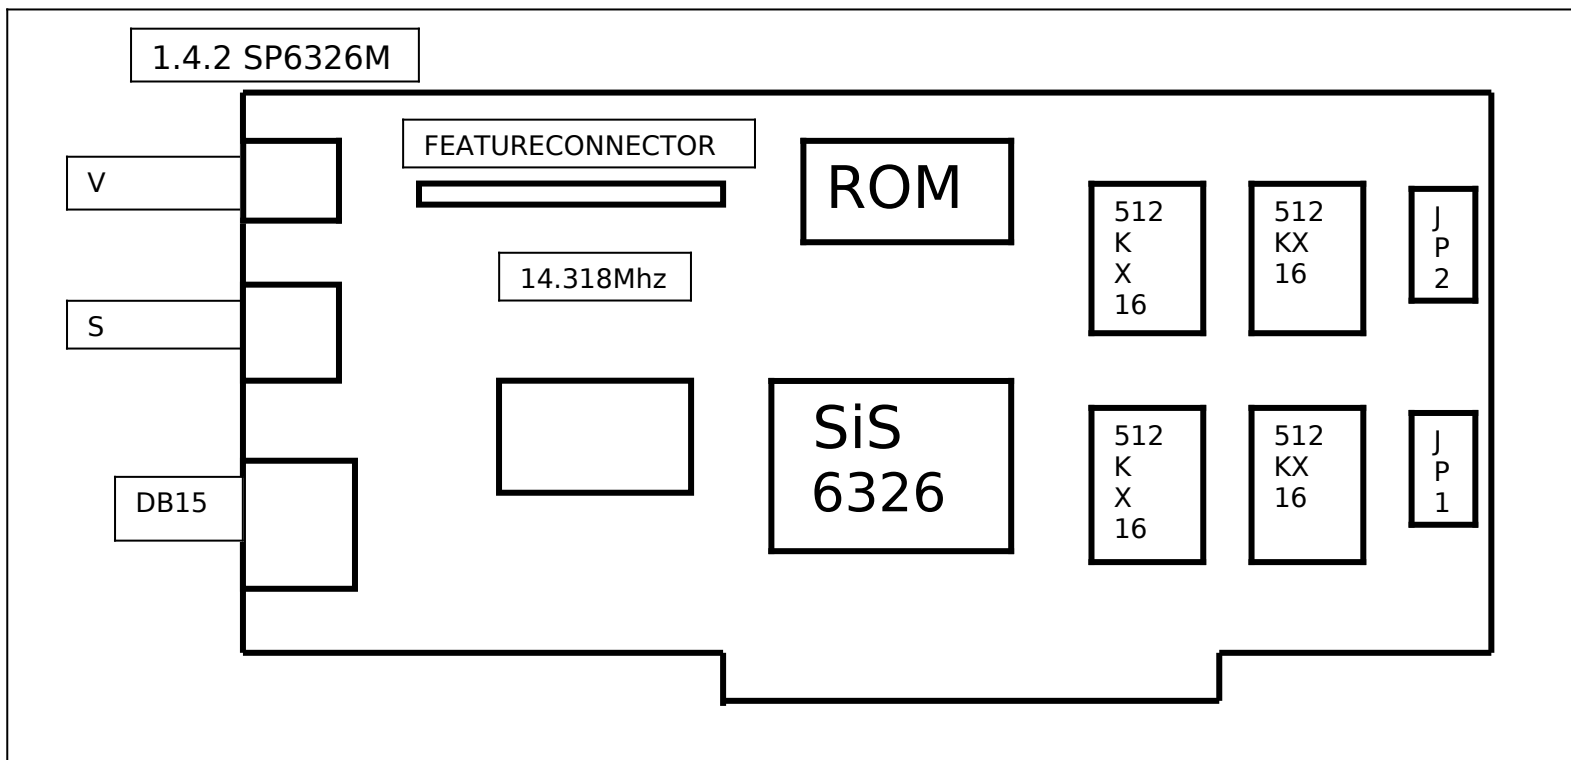 1.4.2 SP6326M
FEATURECONNECTOR
V
ROM
512
K
X
16
512
KX
16
J
P
2
14.318Mhz
S
SiS
6326
512
K
X
16
512
KX
16
J
P
1
DB15